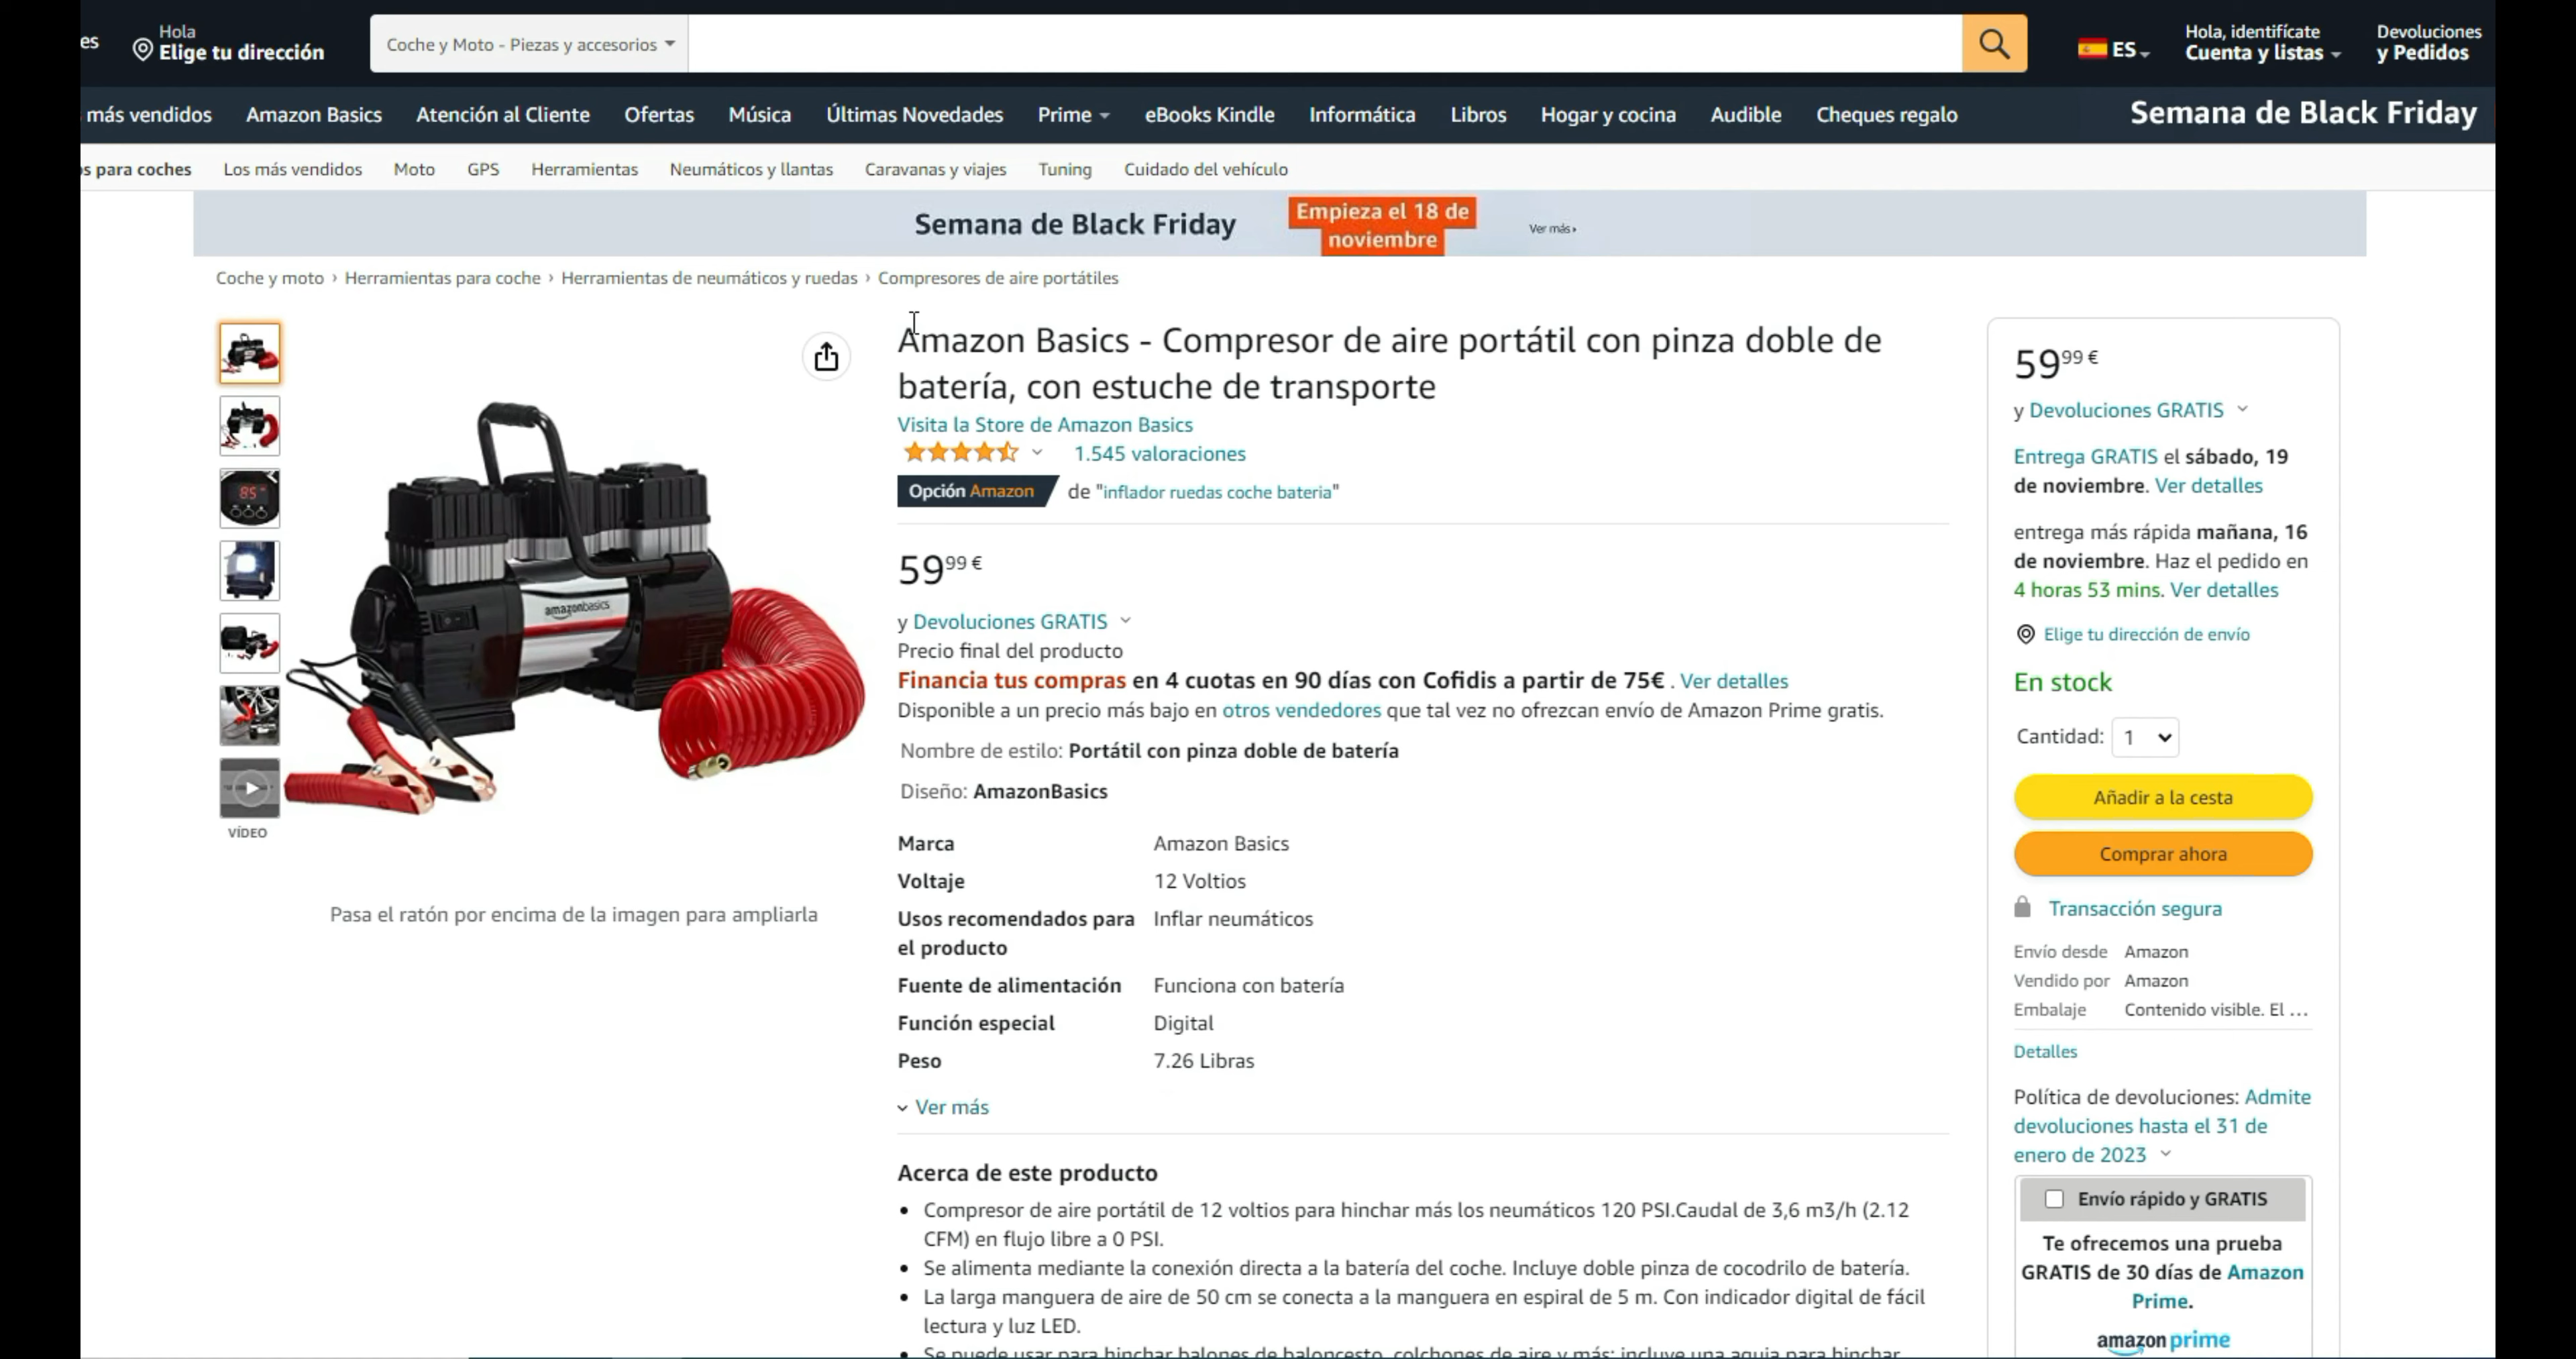 es
Hola
Elige tu dirección
Coche y Moto - Piezas y accesorios
ES
Hola, identifícate
Cuenta y listas
Devoluciones
y Pedidos
más vendidos Amazon Basics Atención al Cliente Ofertas Música Últimas Novedades Prime eBooks Kindle Informática Libros Hogar y cocina Audible Cheques regalo
Semana de Black Friday
s para coches Los más vendidos Moto GPS Herramientas Neumáticos y llantas Caravanas y viajes Tuning Cuidado del vehículo
Semana de Black Friday
Empieza el 18 de
noviembre
Ver más ›
Coche y moto › Herramientas para coche › Herramientas de neumáticos y ruedas › Compresores de aire portátiles
85
amazonbasics
VÍDEO
Pasa el ratón por encima de la imagen para ampliarla
Amazon Basics - Compresor de aire portátil con pinza doble de
batería, con estuche de transporte
Visita la Store de Amazon Basics
1.545 valoraciones
Opción Amazon de "inflador ruedas coche bateria"
5999 €
y Devoluciones GRATIS
Precio final del producto
Financia tus compras en 4 cuotas en 90 días con Cofidis a partir de 75€ . Ver detalles
Disponible a un precio más bajo en otros vendedores que tal vez no ofrezcan envío de Amazon Prime gratis.
Nombre de estilo: Portátil con pinza doble de batería
Diseño: AmazonBasics
Marca Amazon Basics
Voltaje 12 Voltios
Usos recomendados para Inflar neumáticos
el producto
Fuente de alimentación Funciona con batería
Función especial Digital
Peso 7.26 Libras
Ver más
Acerca de este producto
• Compresor de aire portátil de 12 voltios para hinchar más los neumáticos 120 PSI.Caudal de 3,6 m3/h (2.12
CFM) en flujo libre a 0 PSI.
• Se alimenta mediante la conexión directa a la batería del coche. Incluye doble pinza de cocodrilo de batería.
• La larga manguera de aire de 50 cm se conecta a la manguera en espiral de 5 m. Con indicador digital de fácil
lectura y luz LED.
• Se puede usar para hinchar balones de baloncesto, colchones de aire y más; incluye una aguja para hinchar
5999 €
y Devoluciones GRATIS
Entrega GRATIS el sábado, 19
de noviembre. Ver detalles
entrega más rápida mañana, 16
de noviembre. Haz el pedido en
4 horas 53 mins. Ver detalles
Elige tu dirección de envío
En stock
Cantidad: 1
Añadir a la cesta
Comprar ahora
Transacción segura
Envío desde Amazon
Vendido por Amazon
Embalaje Contenido visible. El …
Detalles
Política de devoluciones: Admite
devoluciones hasta el 31 de
enero de 2023
Envío rápido y GRATIS
Te ofrecemos una prueba
GRATIS de 30 días de Amazon
Prime.
amazon prime